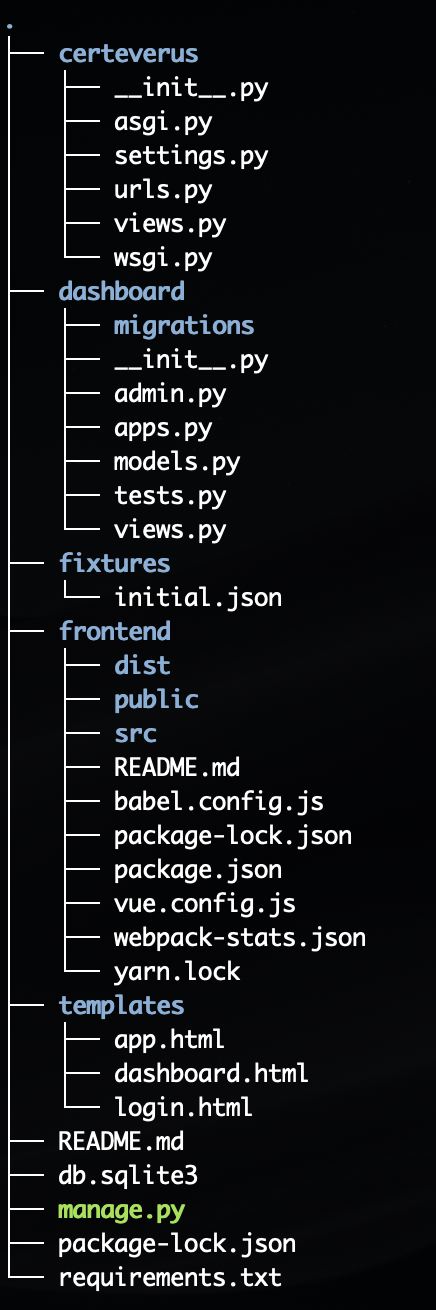 .
├── certeverus
│   ├── __init__.py
│   ├── asgi.py
│   ├── settings.py
│   ├── urls.py
│   ├── views.py
│   └── wsgi.py
├── dashboard
│   ├── migrations
│   ├── __init__.py
│   ├── admin.py
│   ├── apps.py
│   ├── models.py
│   ├── tests.py
│   └── views.py
├── fixtures
│   └── initial.json
├── frontend
│   ├── dist
│   ├── public
│   ├── src
│   ├── README.md
│   ├── babel.config.js
│   ├── package-lock.json
│   ├── package.json
│   ├── vue.config.js
│   ├── webpack-stats.json
│   └── yarn.lock
├── templates
│   ├── app.html
│   ├── dashboard.html
│   └── login.html
├── README.md
├── db.sqlite3
├── manage.py
├── package-lock.json
└── requirements.txt